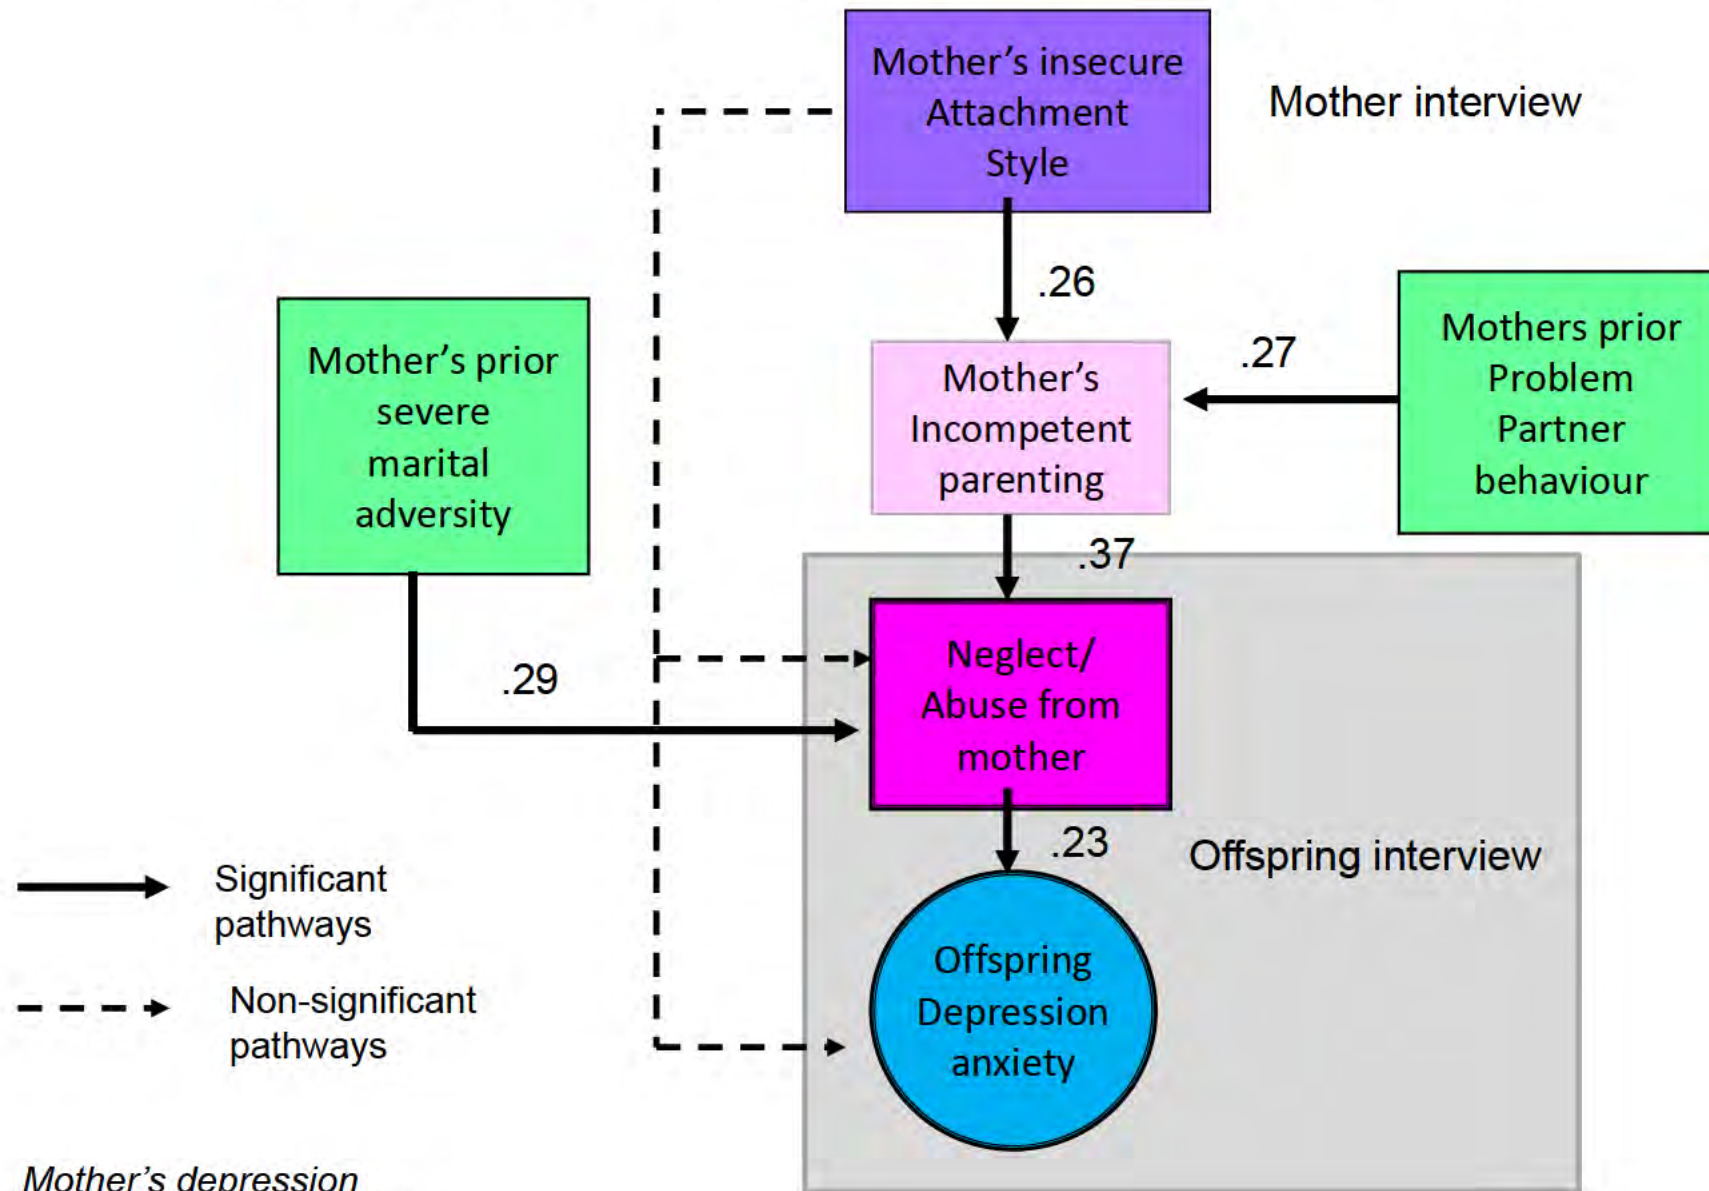 Mother's insecure
Attachment
Style
Mother interview
.26
Mother's prior
severe
marital
adversity
Mother's
Incompetent
parenting
.27
Mothers prior
Problem
Partner
behaviour
.37
.29
Neglect/
Abuse from
mother
.23
Offspring interview
Significant
pathways
Offspring
Depression
anxiety
Non-significant
pathways
Mother's depression